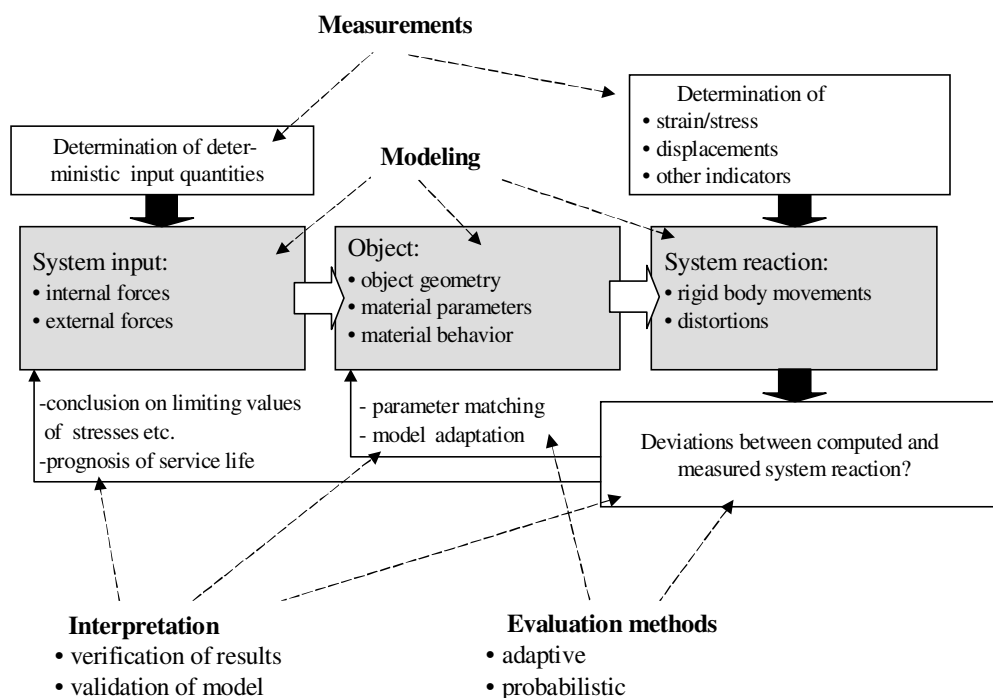 Measurements
Determination of deter-
ministic input quantities
Determination of
• strain/stress
• displacements
• other indicators
Modeling
System input:
• internal forces
• external forces
Object:
• object geometry
• material parameters
• material behavior
System reaction:
• rigid body movements
• distortions
-conclusion on limiting values
of stresses etc.
-prognosis of service life
- parameter matching
- model adaptation
Deviations between computed and
measured system reaction?
Interpretation
• verification of results
• validation of model
Evaluation methods
• adaptive
• probabilistic